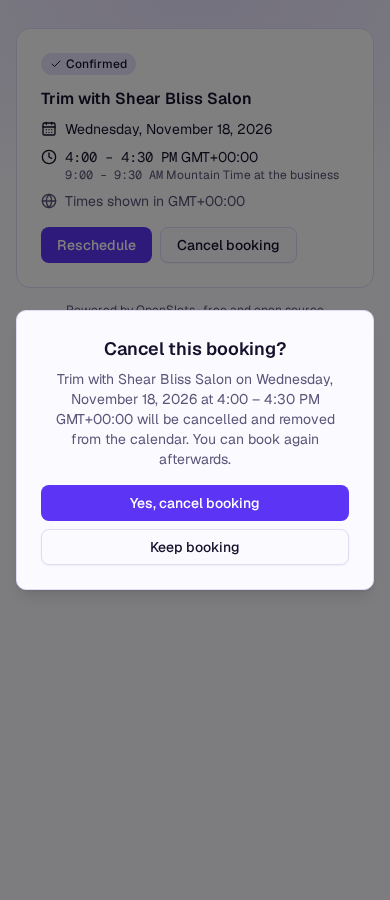 Confirmed
Trim with Shear Bliss Salon
Wednesday, November 18, 2026
4:00 – 4:30 PM GMT+00:00
9:00 – 9:30 AM Mountain Time at the business
Times shown in GMT+00:00
Reschedule
Cancel booking
Powered by OpenSlots · free and open source
Cancel this booking?
Trim with Shear Bliss Salon on Wednesday,
November 18, 2026 at 4:00 – 4:30 PM
GMT+00:00 will be cancelled and removed
from the calendar. You can book again
afterwards.
Yes, cancel booking
Keep booking